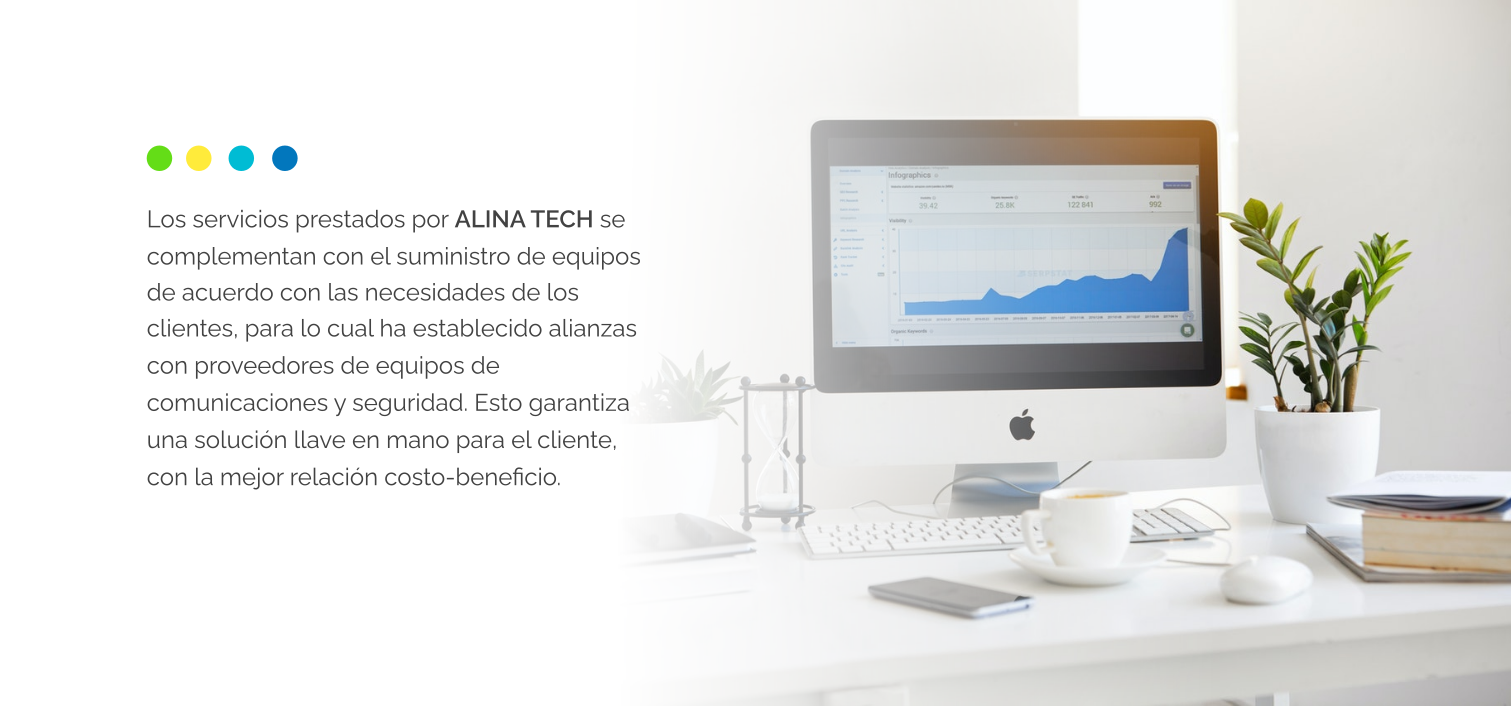 Los servicios prestados por ALINA TECH se
complementan con el suministro de equipos
de acuerdo con las necesidades de los
clientes, para lo cual ha establecido alianzas
con proveedores de equipos de
comunicaciones y seguridad. Esto garantiza
una solución llave en mano para el cliente,
con la mejor relación costo-beneficio.
Infographics
39.42 25.8K 122 641 992
Visibility
Organic Keywords